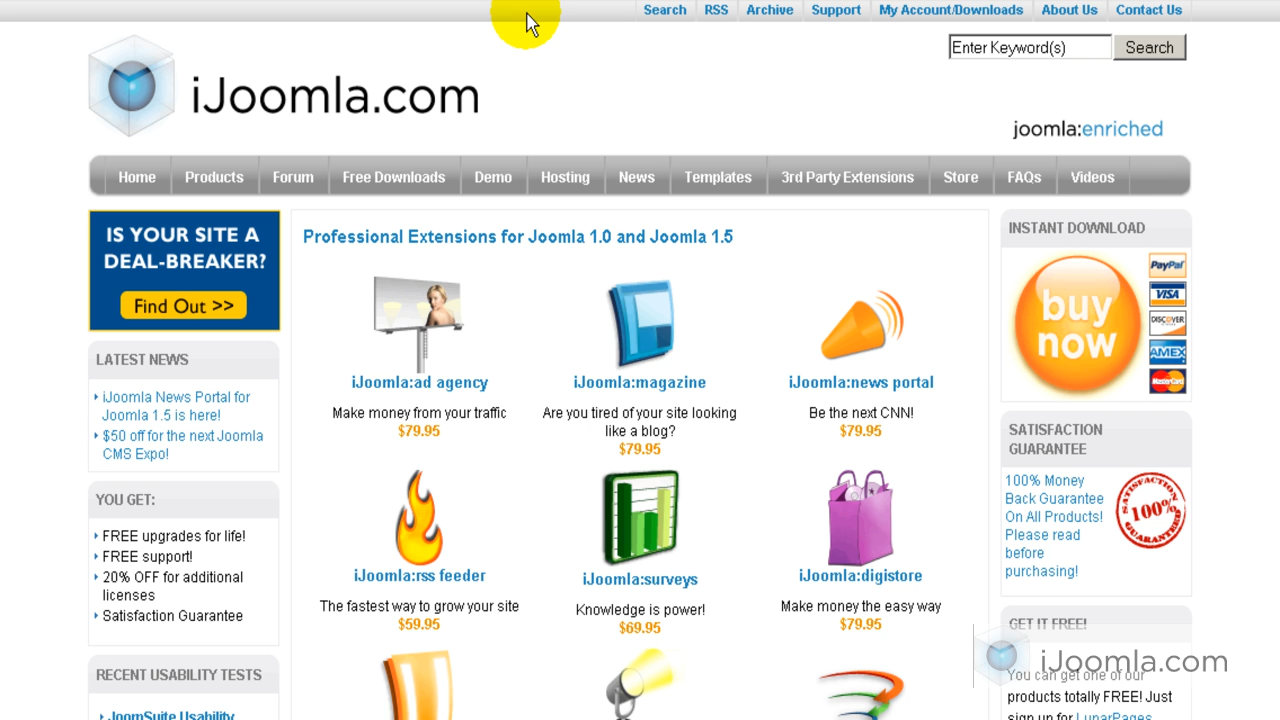 Search RSS Archive Support My Account/Downloads About Us Contact Us
Enter Keyword(s) Search
iJoomla.com
joomla:enriched
Home Products Forum Free Downloads Demo Hosting News Templates 3rd Party Extensions Store FAQs Videos
IS YOUR SITE A
DEAL-BREAKER?
Find Out >>
LATEST NEWS
iJoomla News Portal for
Joomla 1.5 is here!
$50 off for the next Joomla
CMS Expo!
YOU GET:
FREE upgrades for life!
FREE support!
20% OFF for additional
licenses
Satisfaction Guarantee
RECENT USABILITY TESTS
JoomSuite Usability
Professional Extensions for Joomla 1.0 and Joomla 1.5
iJoomla:ad agency
Make money from your traffic
$79.95
iJoomla:magazine
Are you tired of your site looking
like a blog?
$79.95
iJoomla:news portal
Be the next CNN!
$79.95
iJoomla:rss feeder
The fastest way to grow your site
$59.95
iJoomla:surveys
Knowledge is power!
$69.95
iJoomla:digistore
Make money the easy way
$79.95
INSTANT DOWNLOAD
buy
now
PayPal
VISA
DISCOVER
AMEX
MasterCard
SATISFACTION
GUARANTEE
100% Money
Back Guarantee
On All Products!
Please read
before
purchasing!
SATISFACTION
100%
GUARANTEED
GET IT FREE!
iJoomla.com
You can get one of our
products totally FREE! Just
sign up for LunarPages